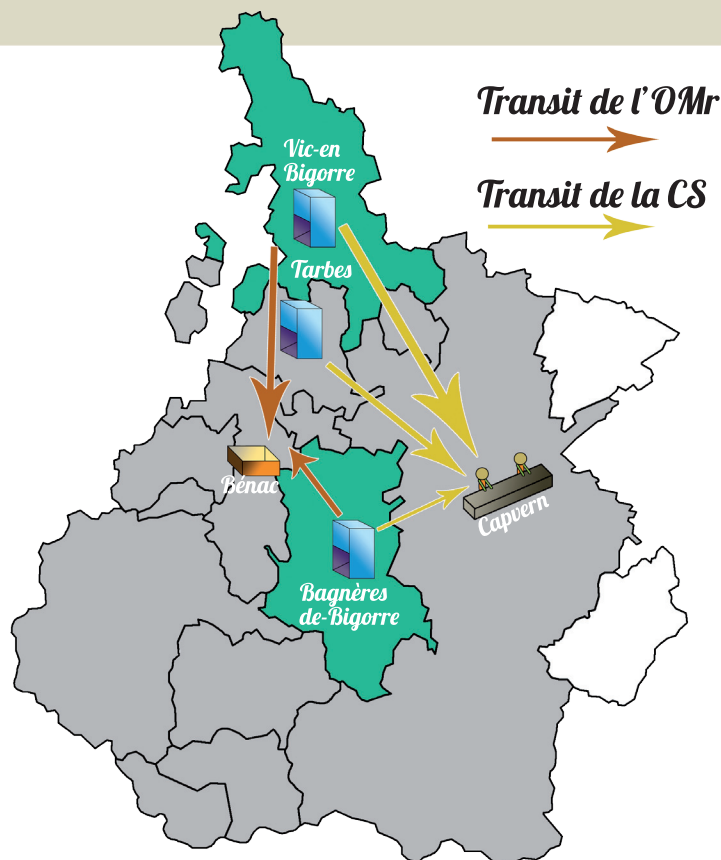 Transit de l'OMr
Transit de la CS
Vic-en
Bigorre
Tarbes
Bénac
Capvern
Bagnères
de-Bigorre